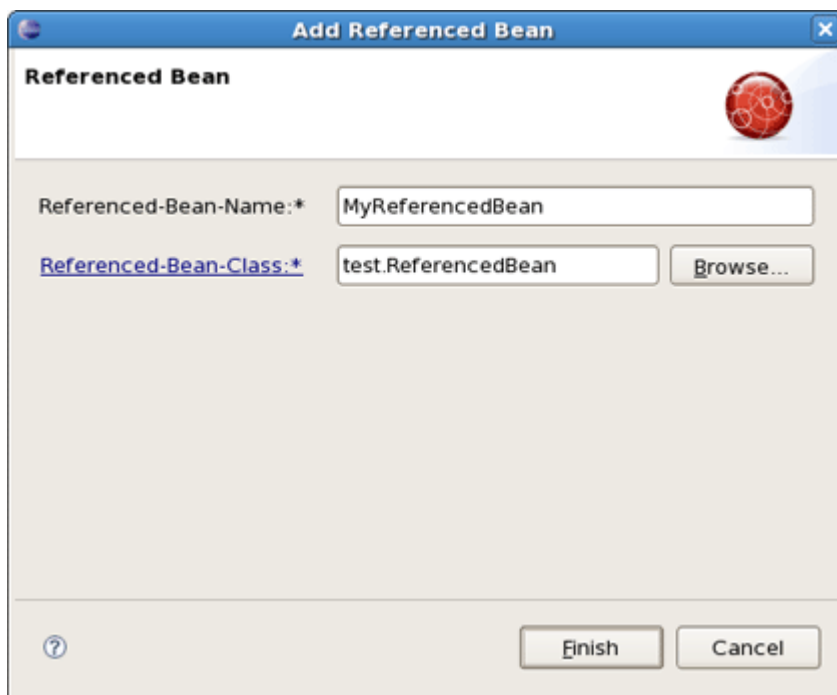 Add Referenced Bean
Referenced Bean
Referenced-Bean-Name:* MyReferencedBean
Referenced-Bean-Class:* test.ReferencedBean Browse...
? Finish Cancel